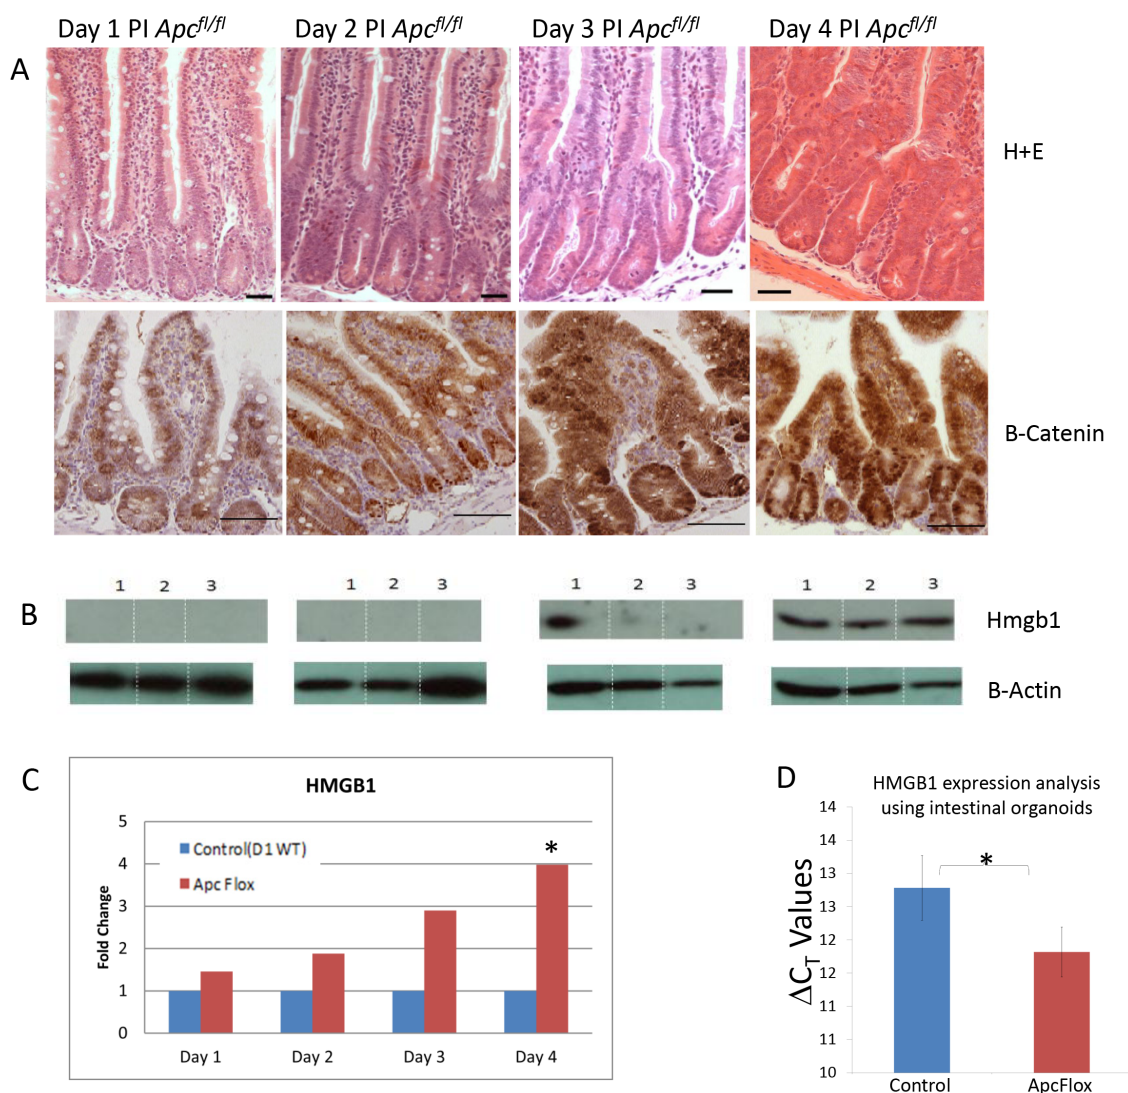 Day 1 PI Apcfl/fl
Day 2 PI Apcfl/fl
Day 3 PI Apcfl/fl
Day 4 PI Apcfl/fl
A
H+E
B-Catenin
1 2 3
1 2 3
1 2 3
1 2 3
B
Hmgb1
B-Actin
C
HMGB1
5
4
3
2
1
0
Fold Change
Control(D1 WT)
Apc Flox
*
Day 1
Day 2
Day 3
Day 4
D
HMGB1 expression analysis
using intestinal organoids
14
14
13
13
12
12
11
11
10
ΔCT Values
*
Control
ApcFlox